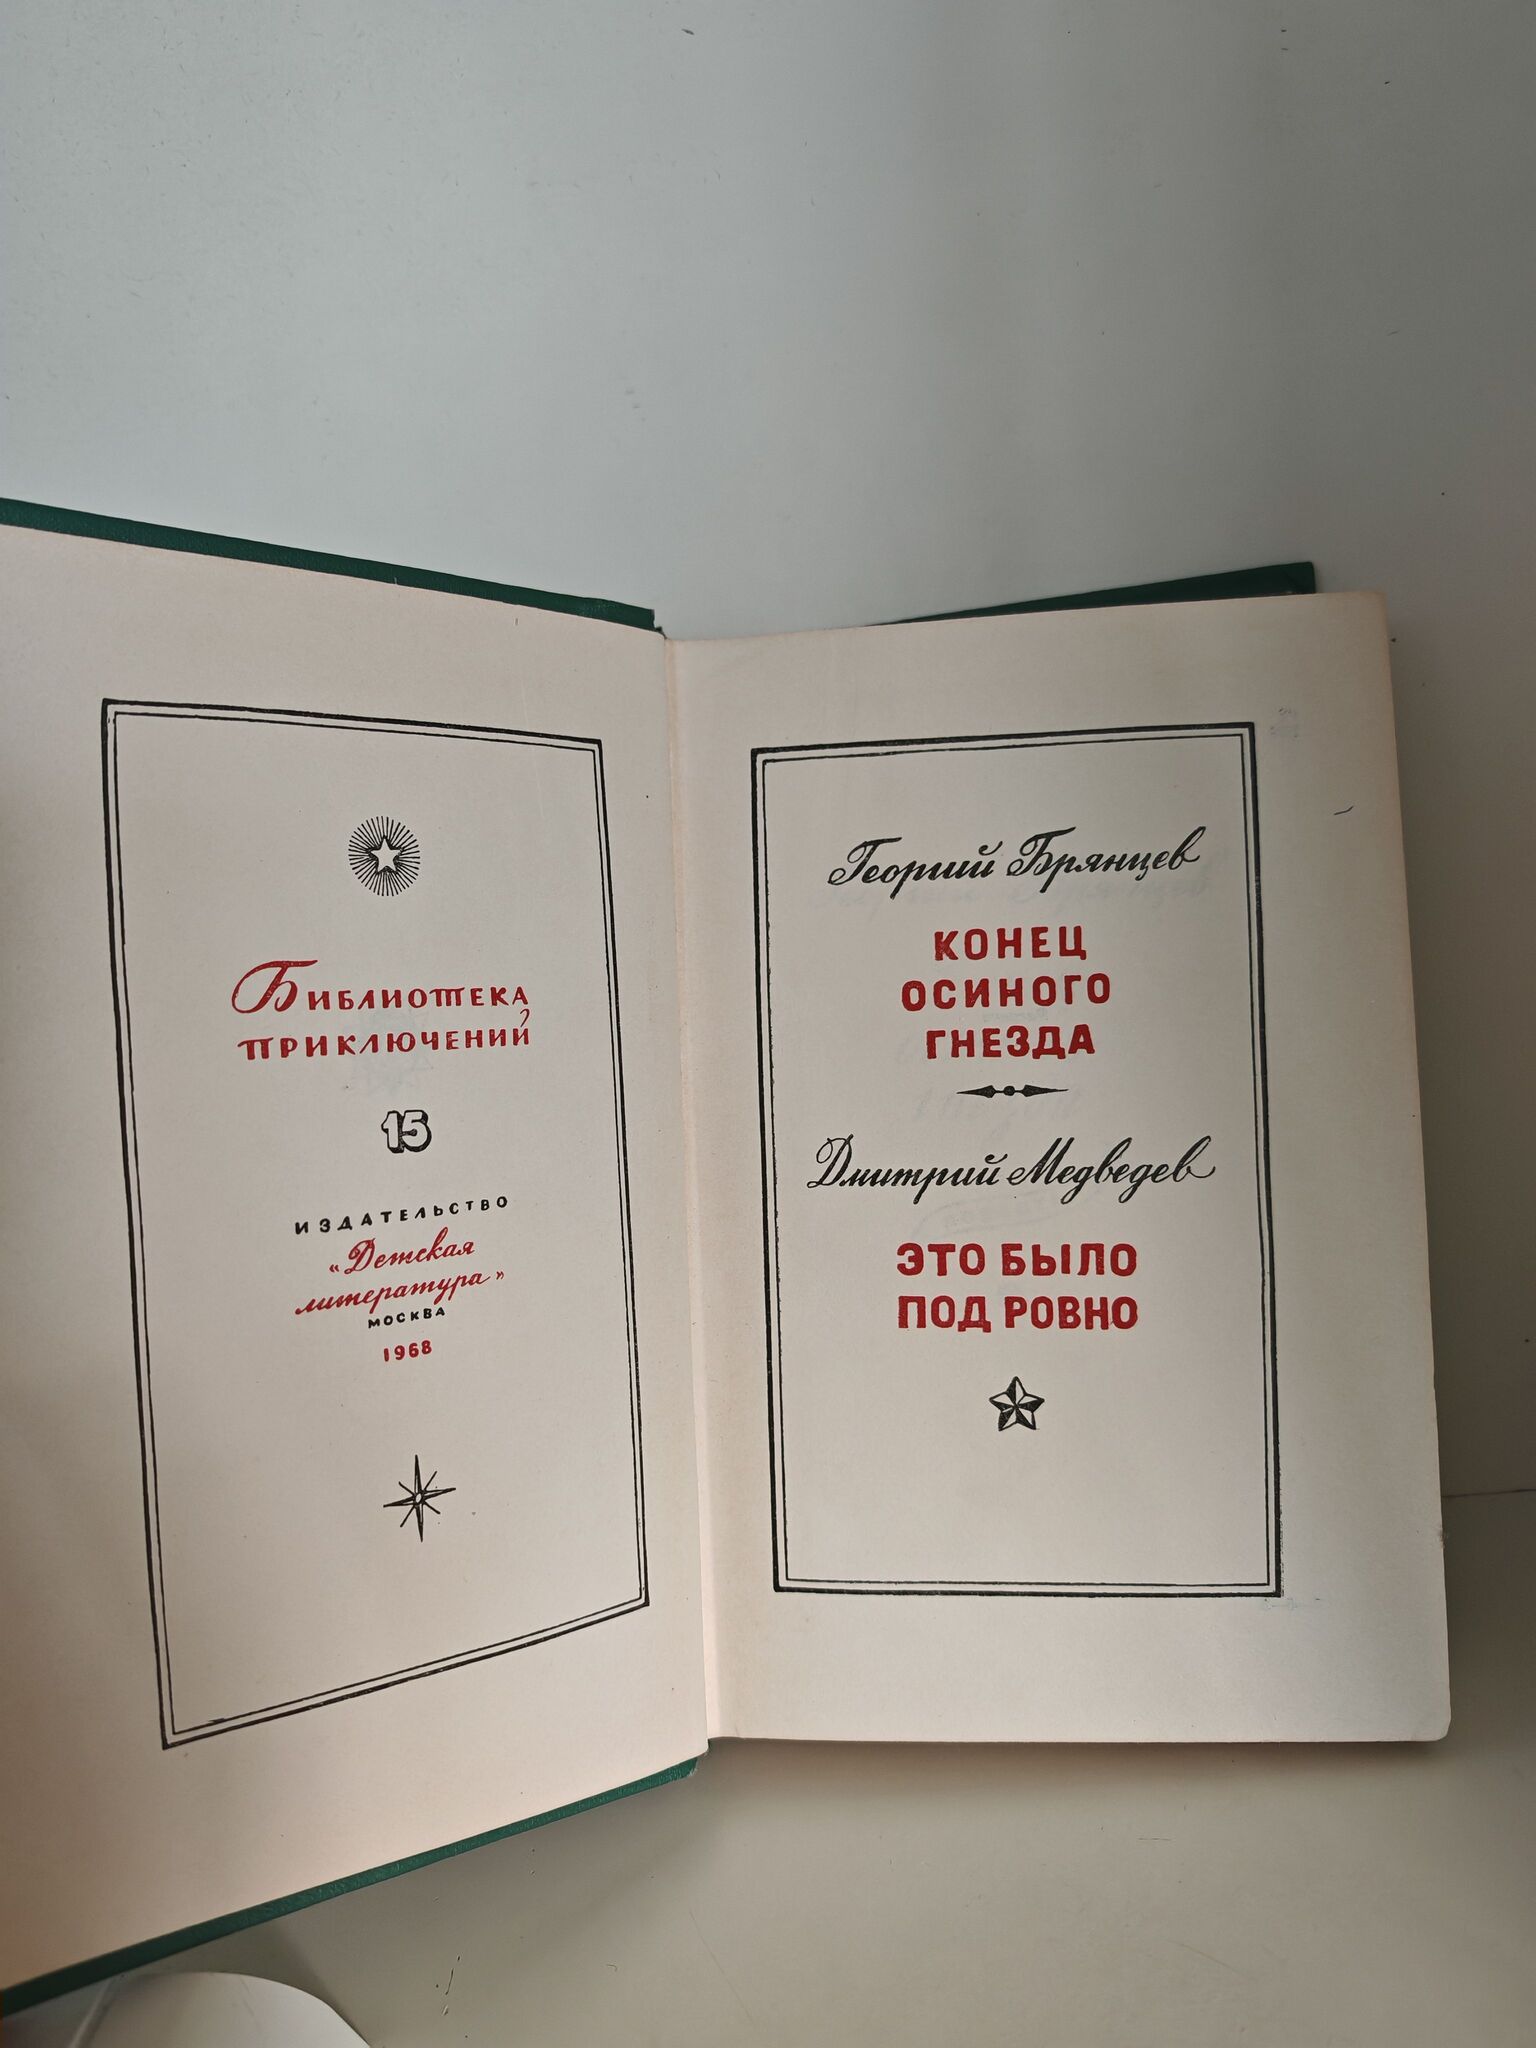 Библиотека
приключений
15
ИЗДАТЕЛЬСТВО
«Детская
литература»
МОСКВА
1968
Георгий Брянцев
КОНЕЦ
ОСИНОГО
ГНЕЗДА
Дмитрий Медведев
ЭТО БЫЛО
ПОД РОВНО